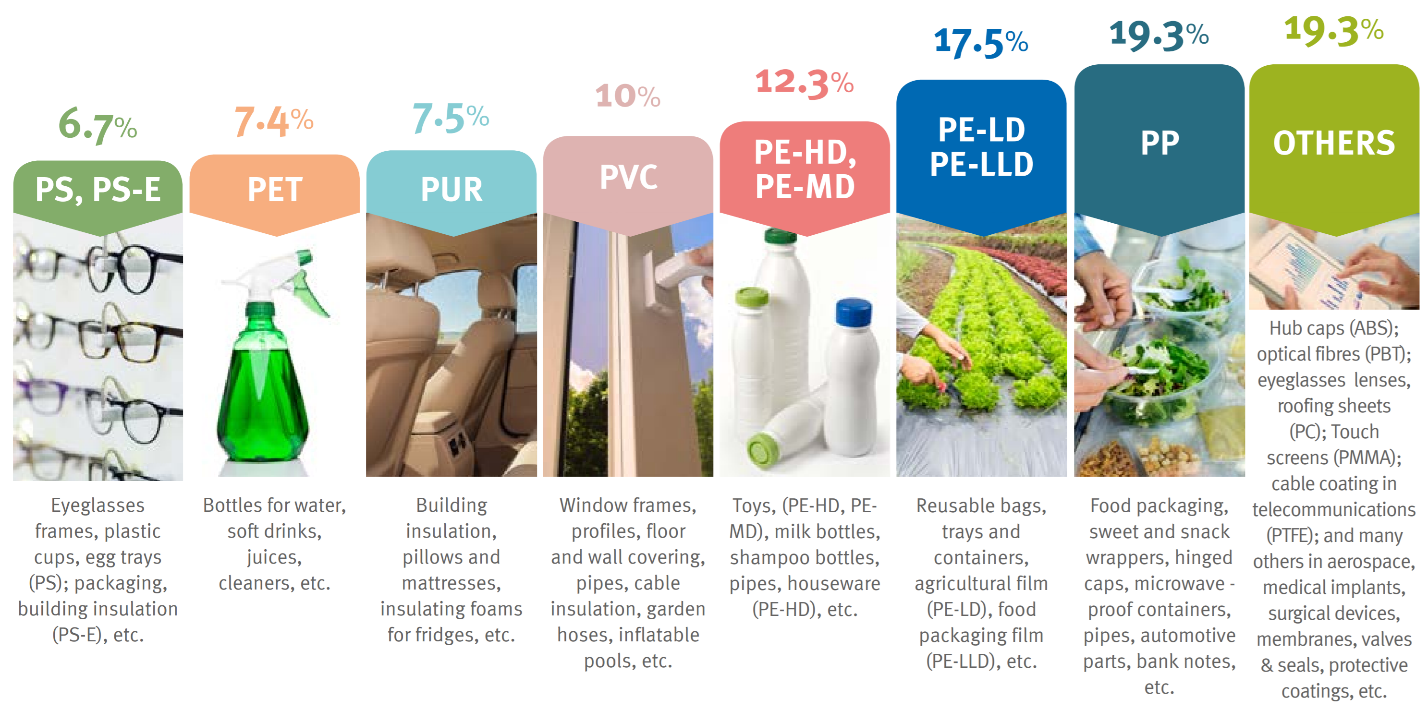 6.7%
PS, PS-E
Eyeglasses
frames, plastic
cups, egg trays
(PS); packaging,
building insulation
(PS-E), etc.
7.4%
PET
Bottles for water,
soft drinks,
juices,
cleaners, etc.
7.5%
PUR
Building
insulation,
pillows and
mattresses,
insulating foams
for fridges, etc.
10%
PVC
Window frames,
profiles, floor
and wall covering,
pipes, cable
insulation, garden
hoses, inflatable
pools, etc.
12.3%
PE-HD,
PE-MD
Toys, (PE-HD, PE-
MD), milk bottles,
shampoo bottles,
pipes, houseware
(PE-HD), etc.
17.5%
PE-LD
PE-LLD
Reusable bags,
trays and
containers,
agricultural film
(PE-LD), food
packaging film
(PE-LLD), etc.
19.3%
PP
Food packaging,
sweet and snack
wrappers, hinged
caps, microwave -
proof containers,
pipes, automotive
parts, bank notes,
etc.
19.3%
OTHERS
Hub caps (ABS);
optical fibres (PBT);
eyeglasses lenses,
roofing sheets
(PC); Touch
screens (PMMA);
cable coating in
telecommunications
(PTFE); and many
others in aerospace,
medical implants,
surgical devices,
membranes, valves
& seals, protective
coatings, etc.